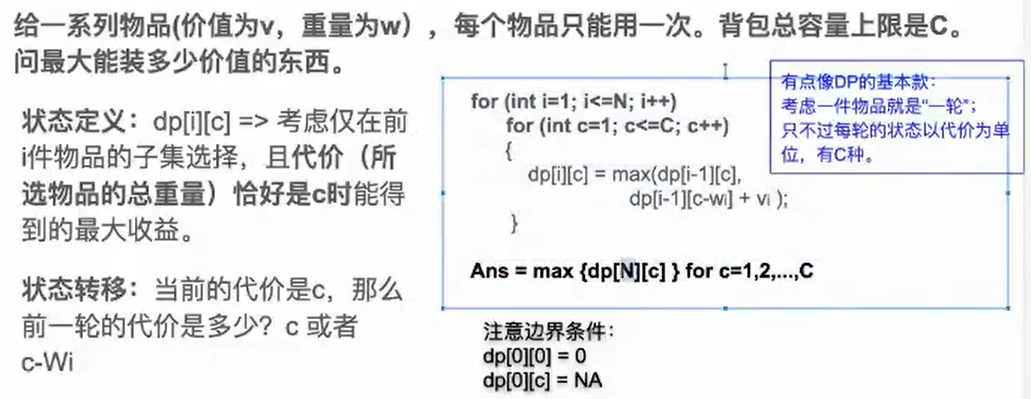 给一系列物品(价值为v，重量为w），每个物品只能用一次。背包总容量上限是C。
问最大能装多少价值的东西。
状态定义：dp[i][c] => 考虑仅在前
i件物品的子集选择，且代价（所
选物品的总重量）恰好是c时能得
到的最大收益。
状态转移：当前的代价是c，那么
前一轮的代价是多少？c 或者
c-Wi
for (int i=1; i<=N; i++)
for (int c=1; c<=C; c++)
{
dp[i][c] = max(dp[i-1][c],
dp[i-1][c-wi] + vi );
}
Ans = max {dp[N][c] } for c=1,2,...,C
有点像DP的基本款：
考虑一件物品就是“一轮”；
只不过每轮的状态以代价为单
位，有C种。
注意边界条件：
dp[0][0] = 0
dp[0][c] = NA